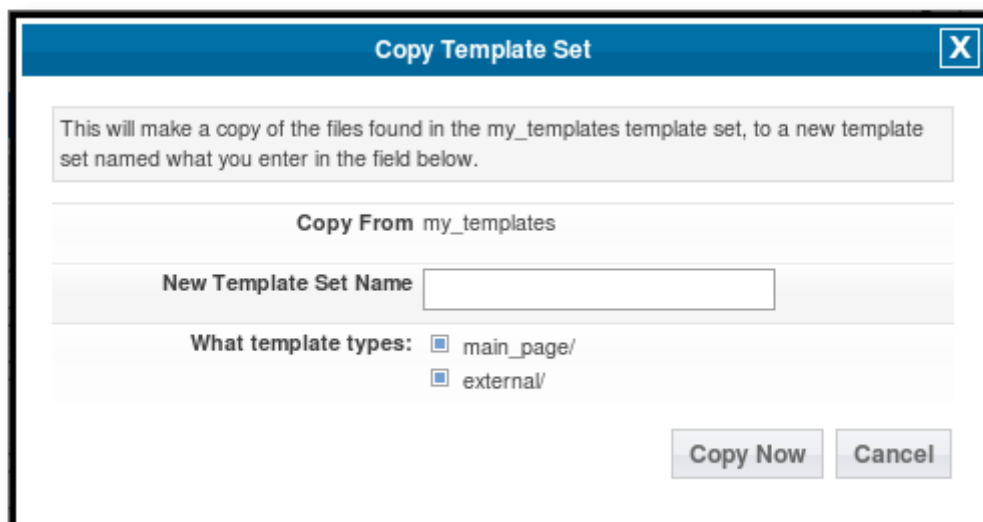 Copy Template Set
X
This will make a copy of the files found in the my_templates template set, to a new template
set named what you enter in the field below.
Copy From my_templates
New Template Set Name
What template types: main_page/
external/
Copy Now Cancel